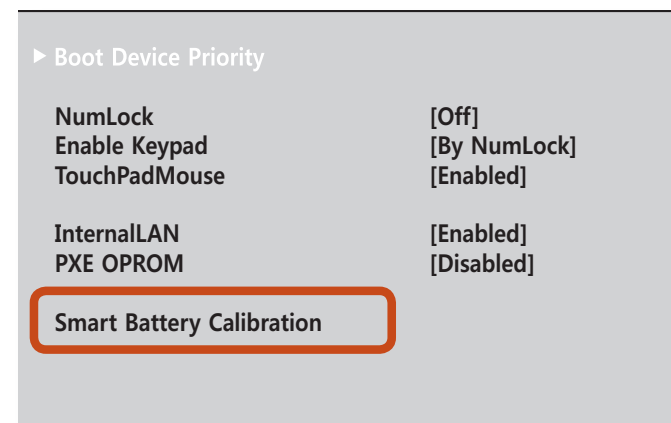 ▶ Boot Device Priority
NumLock [Off]
Enable Keypad [By NumLock]
TouchPadMouse [Enabled]
InternalLAN [Enabled]
PXE OPROM [Disabled]
Smart Battery Calibration